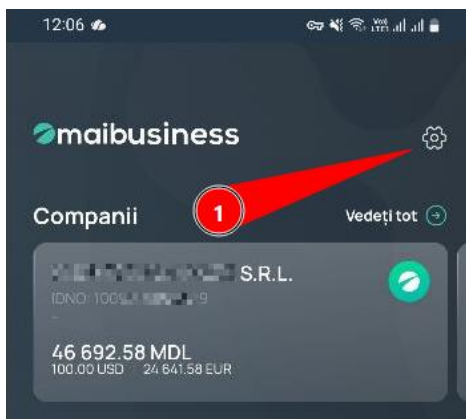 12:06
maibusiness
1
Companii
Vedeți tot
S.R.L.
IDNO: 100
46 692.58 MDL
100.00 USD 24 641.58 EUR